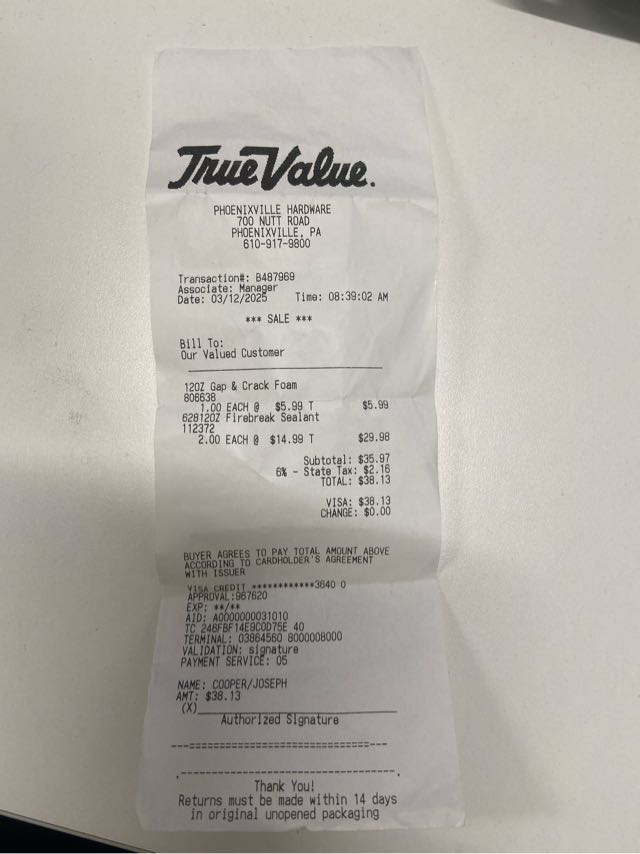 True Value.
PHOENIXVILLE HARDWARE
700 NUTT ROAD
PHOENIXVILLE, PA
610-917-9800
Transaction#: B487969
Associate: Manager
Date: 03/12/2025 Time: 08:39:02 AM
*** SALE ***
Bill To:
Our Valued Customer
12OZ Gap & Crack Foam
806638
1.00 EACH @ $5.99 T $5.99
62812OZ Firebreak Sealant
112372
2.00 EACH @ $14.99 T $29.98
Subtotal: $35.97
6% - State Tax: $2.16
TOTAL: $38.13
VISA: $38.13
CHANGE: $0.00
BUYER AGREES TO PAY TOTAL AMOUNT ABOVE
ACCORDING TO CARDHOLDER'S AGREEMENT
WITH ISSUER
VISA CREDIT ************3640 0
APPROVAL:967620
EXP: **/**
AID: A0000000031010
TC 246FBF14E9C0D75E 40
TERMINAL: 03864560 8000008000
VALIDATION: signature
PAYMENT SERVICE: 05
NAME: COOPER/JOSEPH
AMT: $38.13
(X)
Authorized Signature
Thank You!
Returns must be made within 14 days
in original unopened packaging